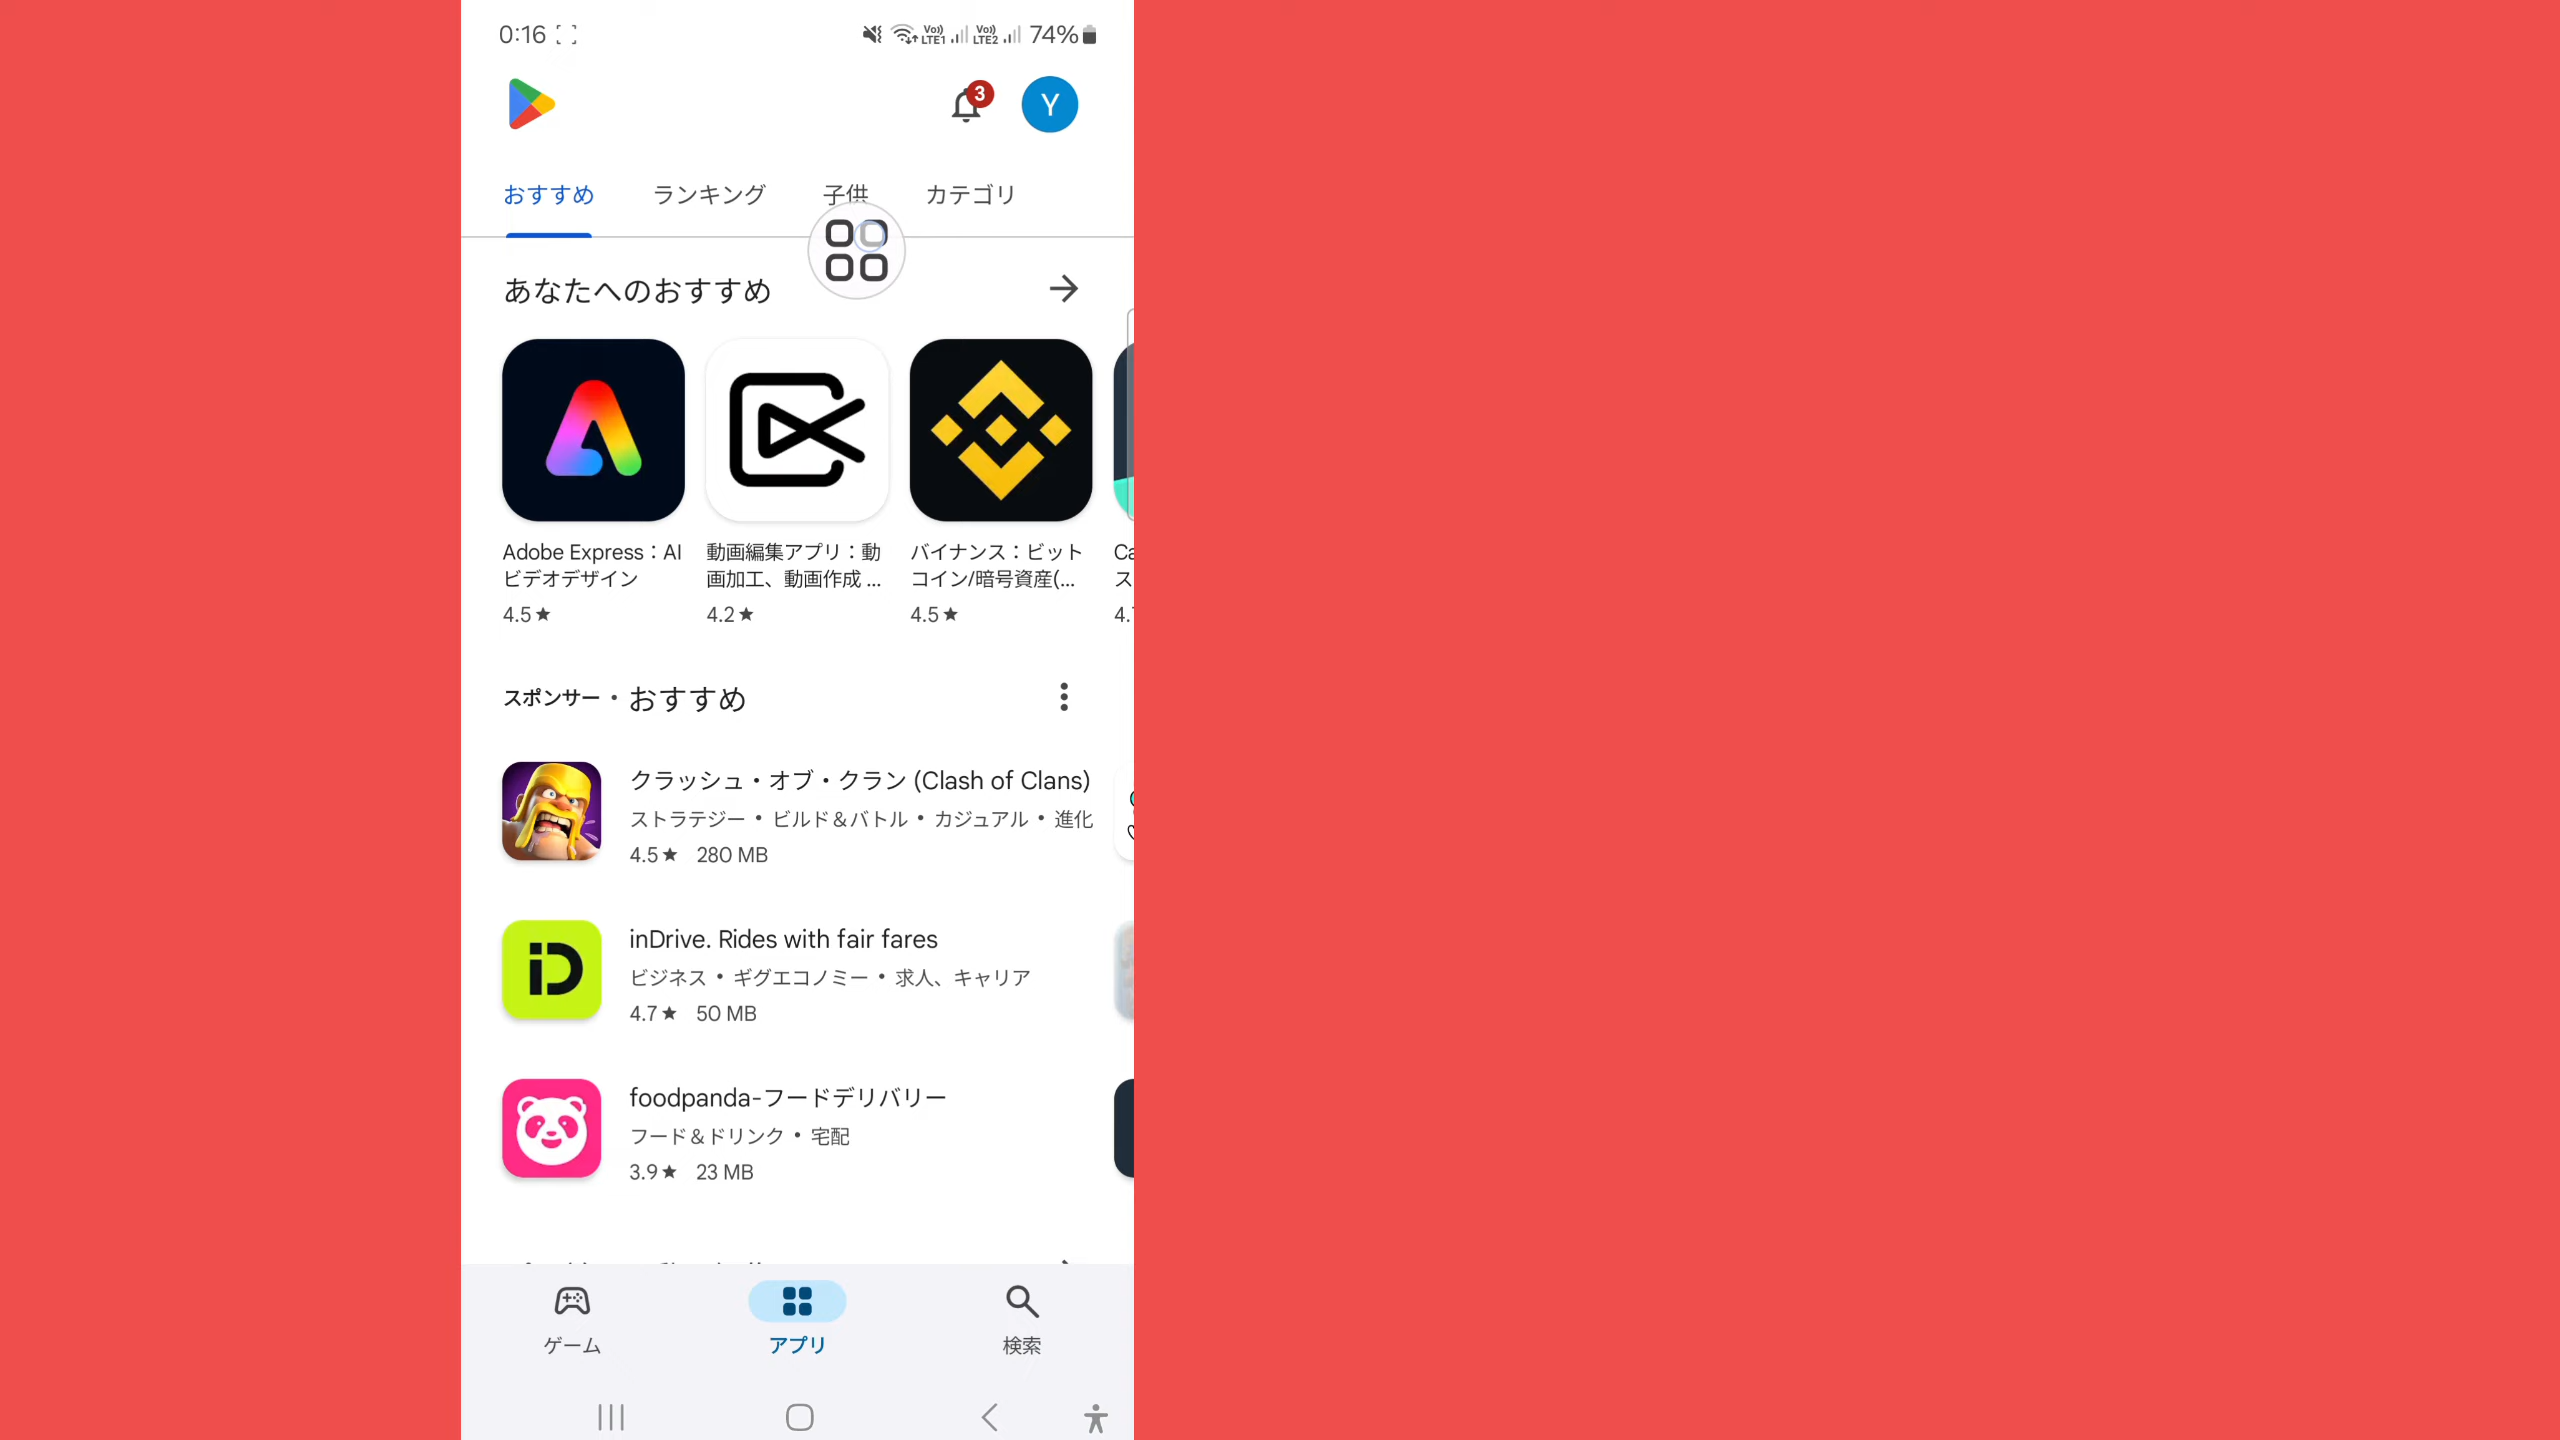 0:16 Vo)) LTE1 Vo)) LTE2 74%
3
Y
おすすめ ランキング 子供 カテゴリ
あなたへのおすすめ
Adobe Express：AI
ビデオデザイン
4.5★
動画編集アプリ：動
画加工、動画作成 ...
4.2★
バイナンス：ビット
コイン/暗号資産(...
4.5★
Ca
ス
4.
スポンサー・おすすめ
クラッシュ・オブ・クラン (Clash of Clans)
ストラテジー • ビルド＆バトル • カジュアル • 進化
4.5★ 280 MB
iD
inDrive. Rides with fair fares
ビジネス • ギグエコノミー • 求人、キャリア
4.7★ 50 MB
foodpanda-フードデリバリー
フード＆ドリンク • 宅配
3.9★ 23 MB
ゲーム アプリ 検索